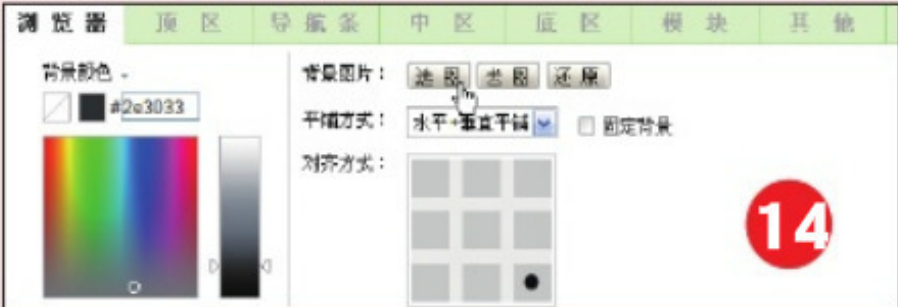 浏览器 顶区 导航条 中区 底区 模块 其他
背景颜色 背景图片： 选图 去图 还原
#2e3033 平铺方式： 水平+垂直平铺 固定背景
对齐方式：
14